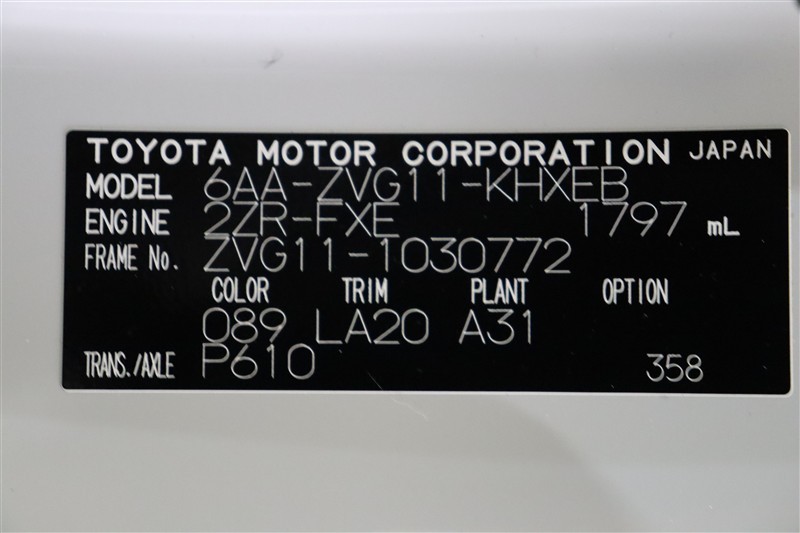 TOYOTA MOTOR CORPORATION JAPAN
MODEL 6AA-ZVG11-KHXEB
ENGINE 2ZR-FXE 1797 mL
FRAME No. ZVG11-1030772
COLOR TRIM PLANT OPTION
089 LA20 A31
TRANS./AXLE P610 358